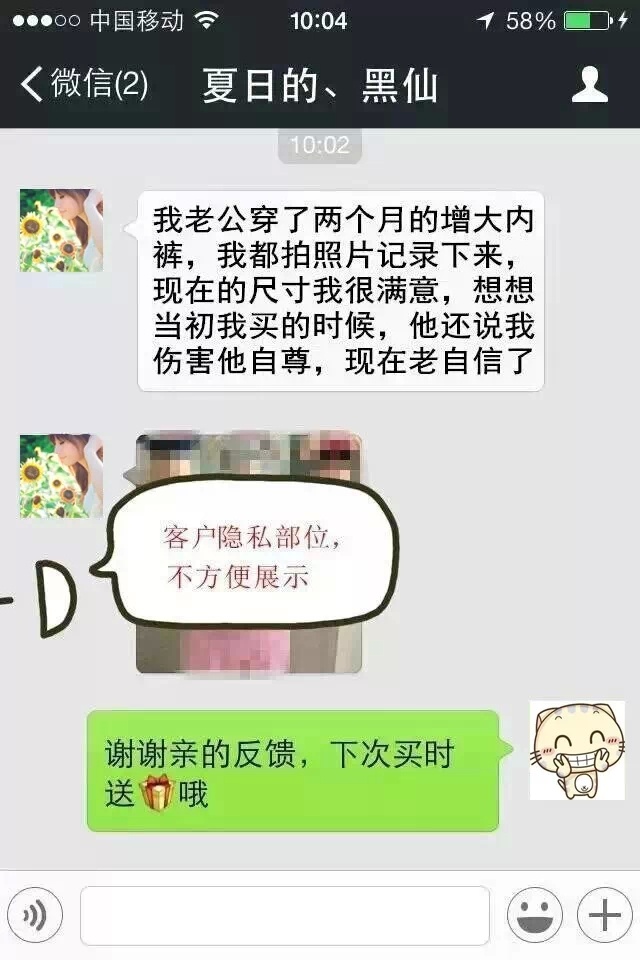 中国移动 10:04 58%
微信(2) 夏日的、黑仙
10:02
我老公穿了两个月的增大内
裤，我都拍照片记录下来，
现在的尺寸我很满意，想想
当初我买的时候，他还说我
伤害他自尊，现在老自信了
客户隐私部位，
不方便展示
谢谢亲的反馈，下次买时
送🎁哦